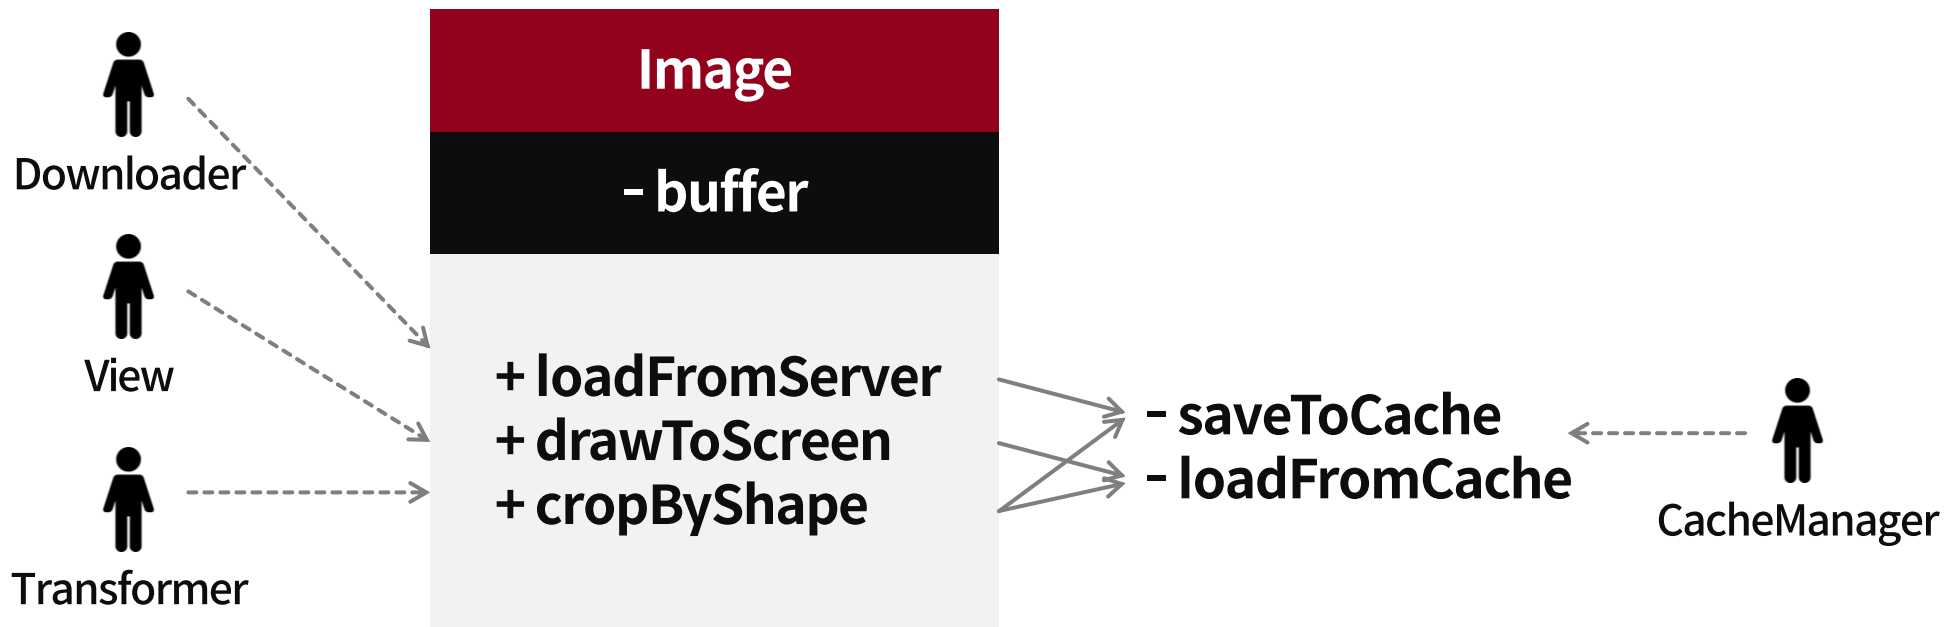 Downloader
View
Transformer
Image
- buffer
+ loadFromServer
+ drawToScreen
+ cropByShape
- saveToCache
- loadFromCache
CacheManager